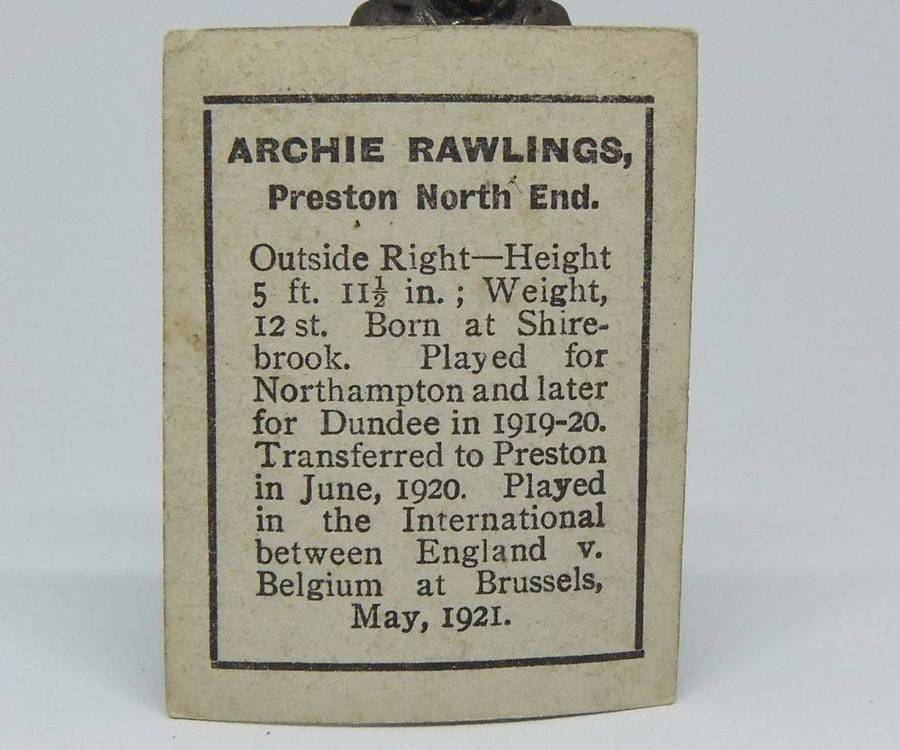 ARCHIE RAWLINGS,
Preston North End.
Outside Right—Height
5 ft. 11½ in. ; Weight,
12 st. Born at Shire-
brook. Played for
Northampton and later
for Dundee in 1919-20.
Transferred to Preston
in June, 1920. Played
in the International
between England v.
Belgium at Brussels,
May, 1921.